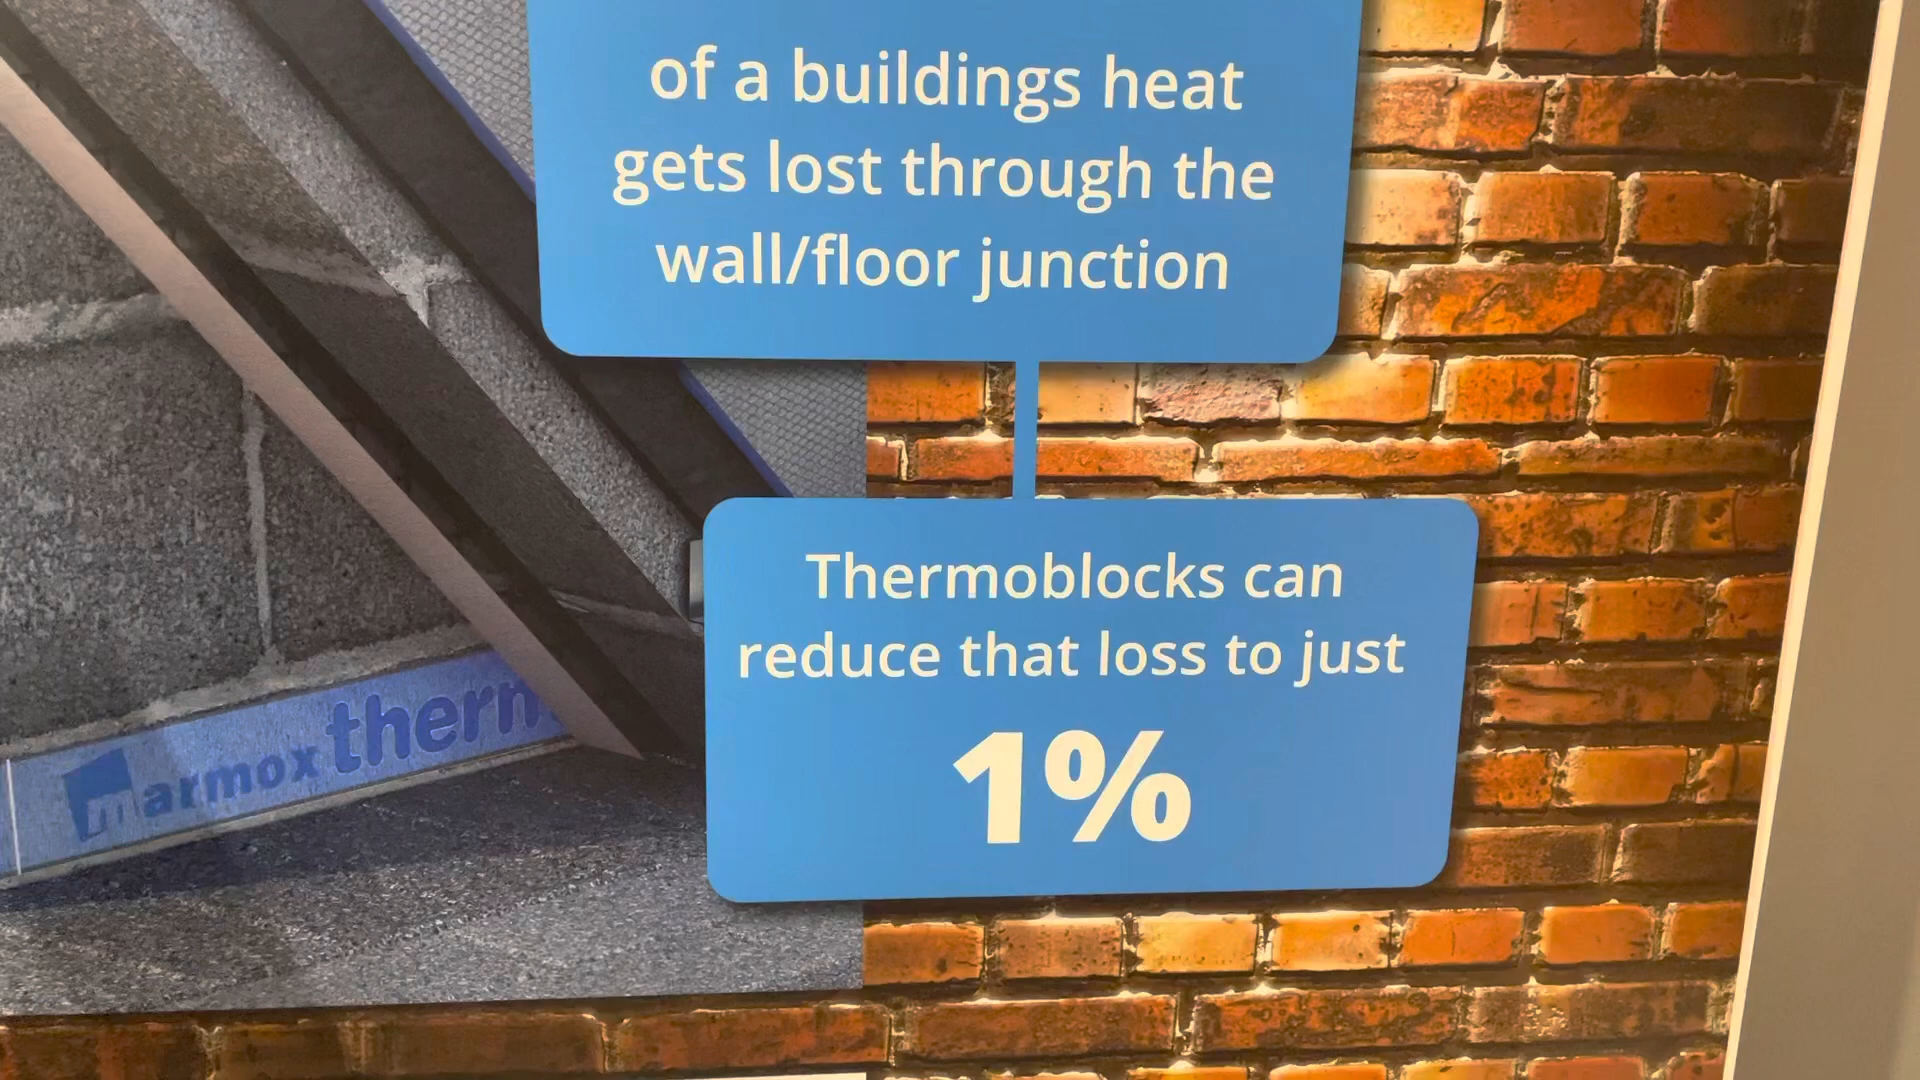 of a buildings heat
gets lost through the
wall/floor junction
Thermoblocks can
reduce that loss to just
1%
marmox therm